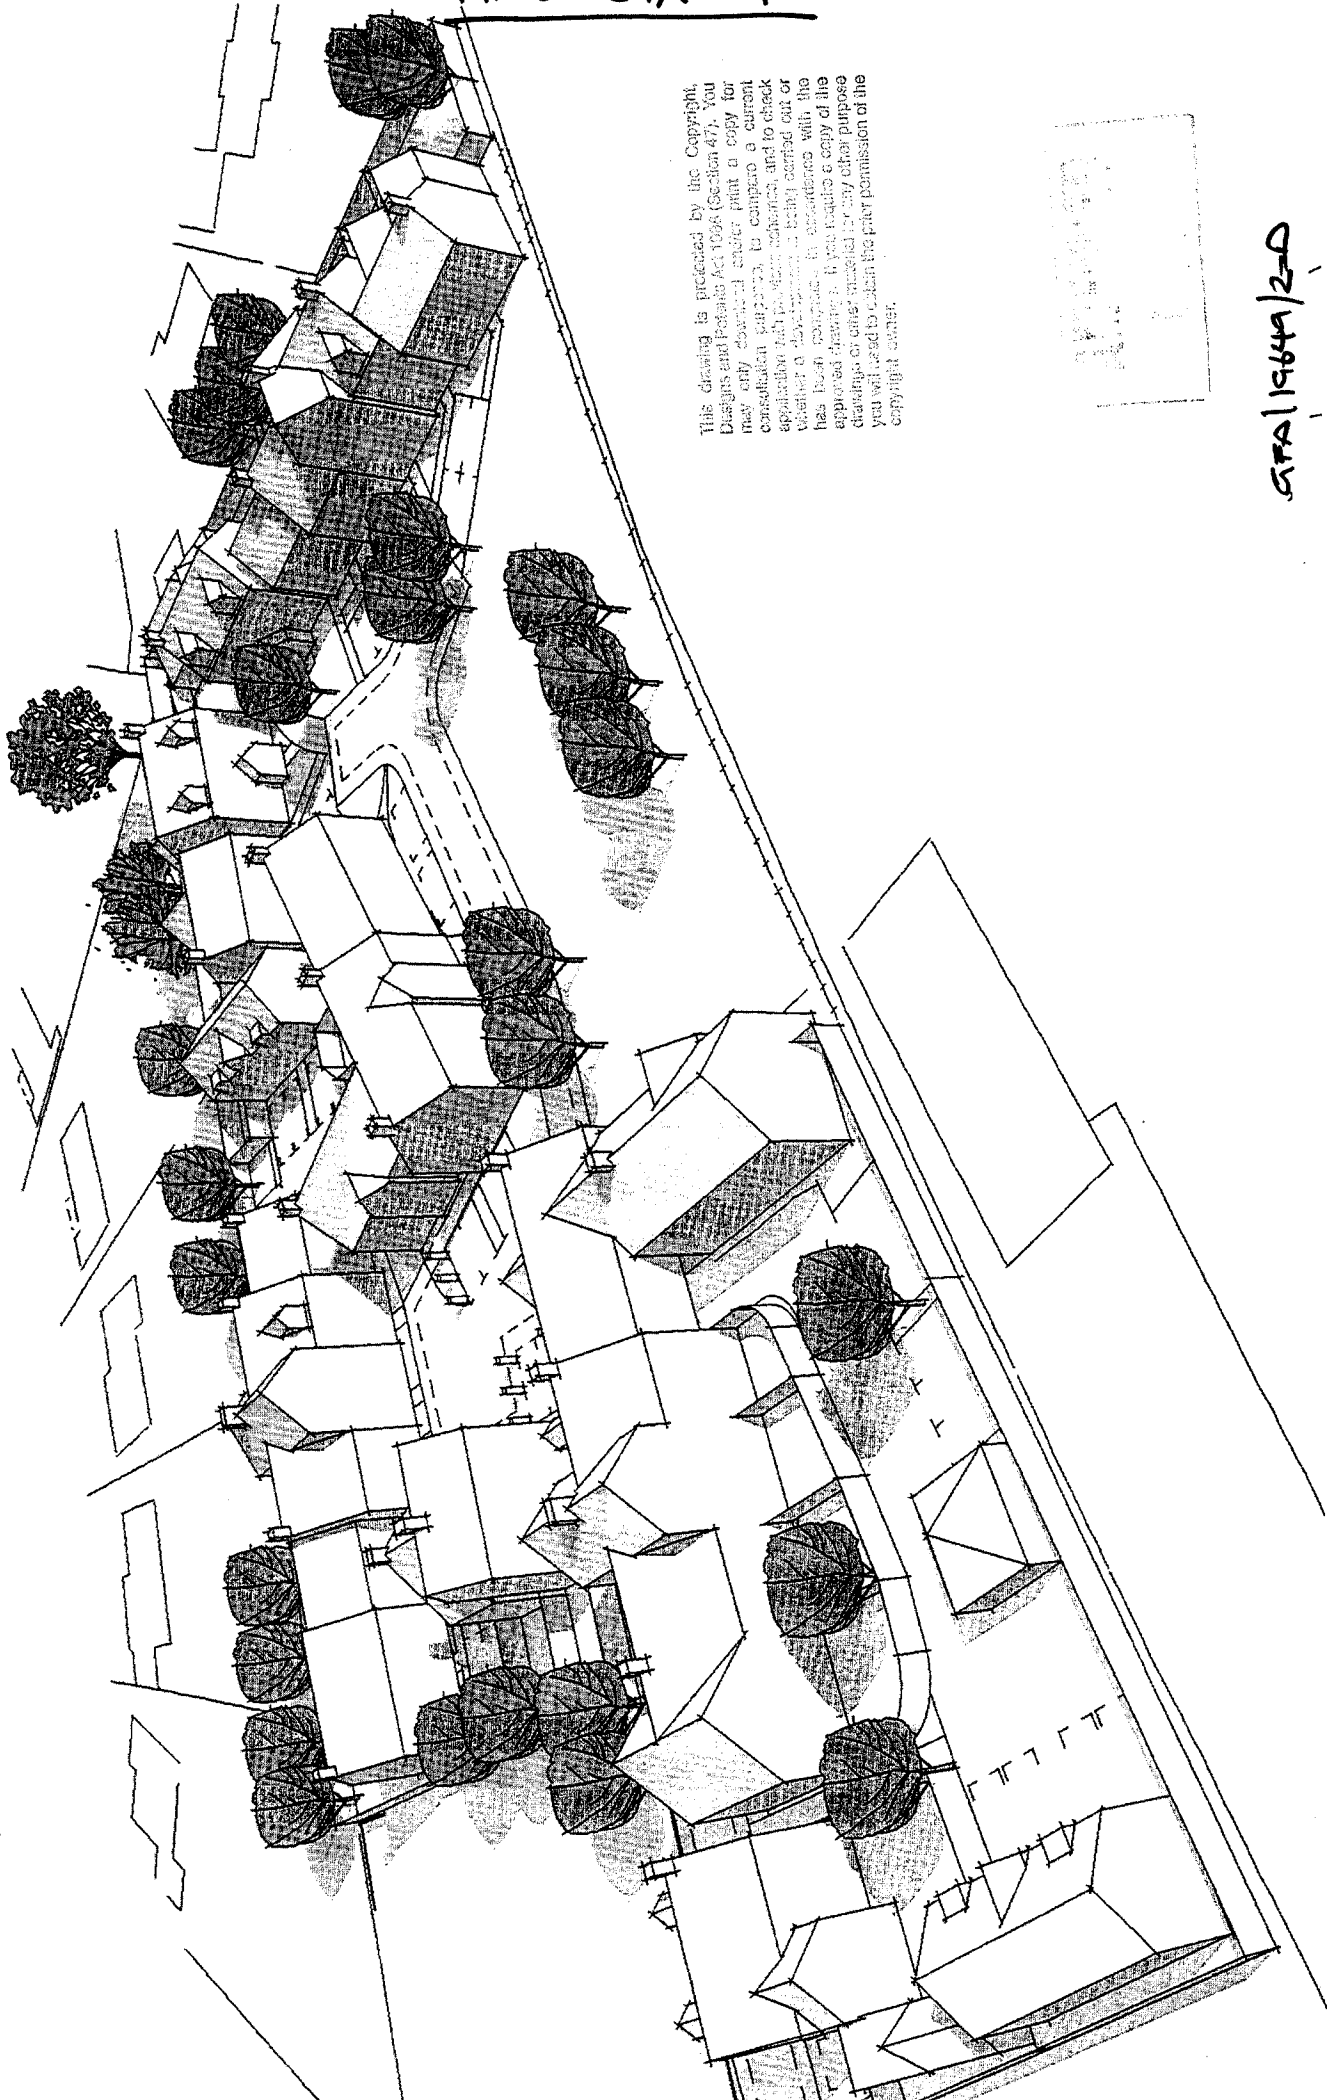 This drawing is protected by the Copyright,
Designs and Patents Act 1988 (Section 47). You
may only download and/or print a copy for
consultation purposes, to compare a current
application with previous schemes, and to check
whether a development is being carried out or
has been completed in accordance with the
approved drawings. If you require a copy of the
drawings or other material for any other purpose
you will need to obtain the prior permission of the
copyright owner.
GFA/19649/2-D